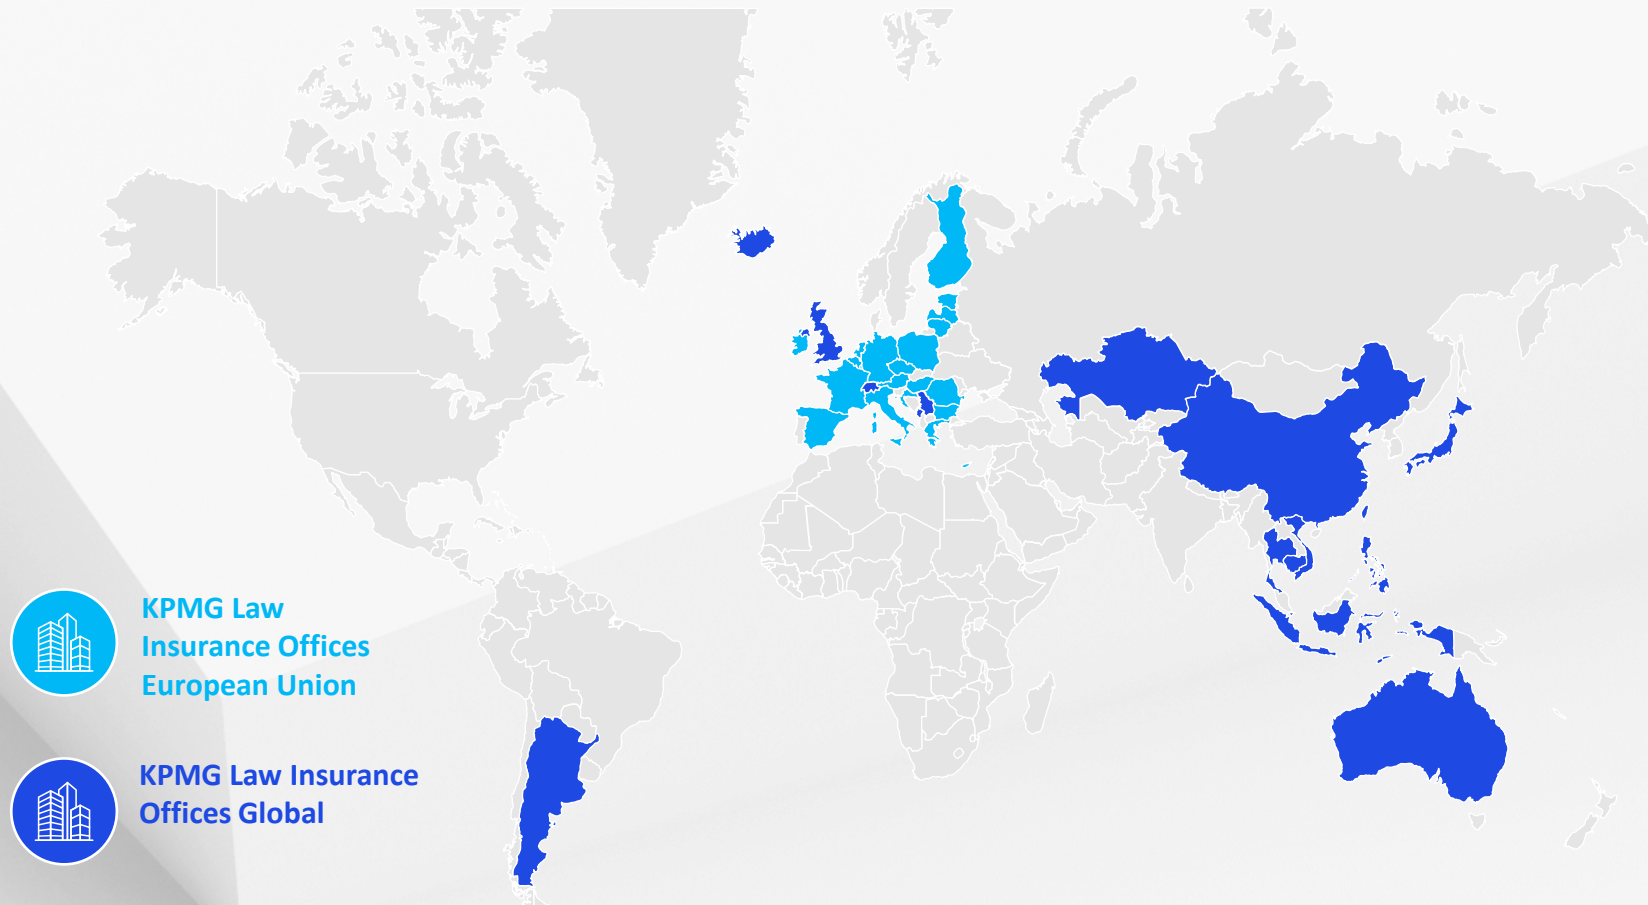 KPMG Law
Insurance Offices
European Union
KPMG Law Insurance
Offices Global